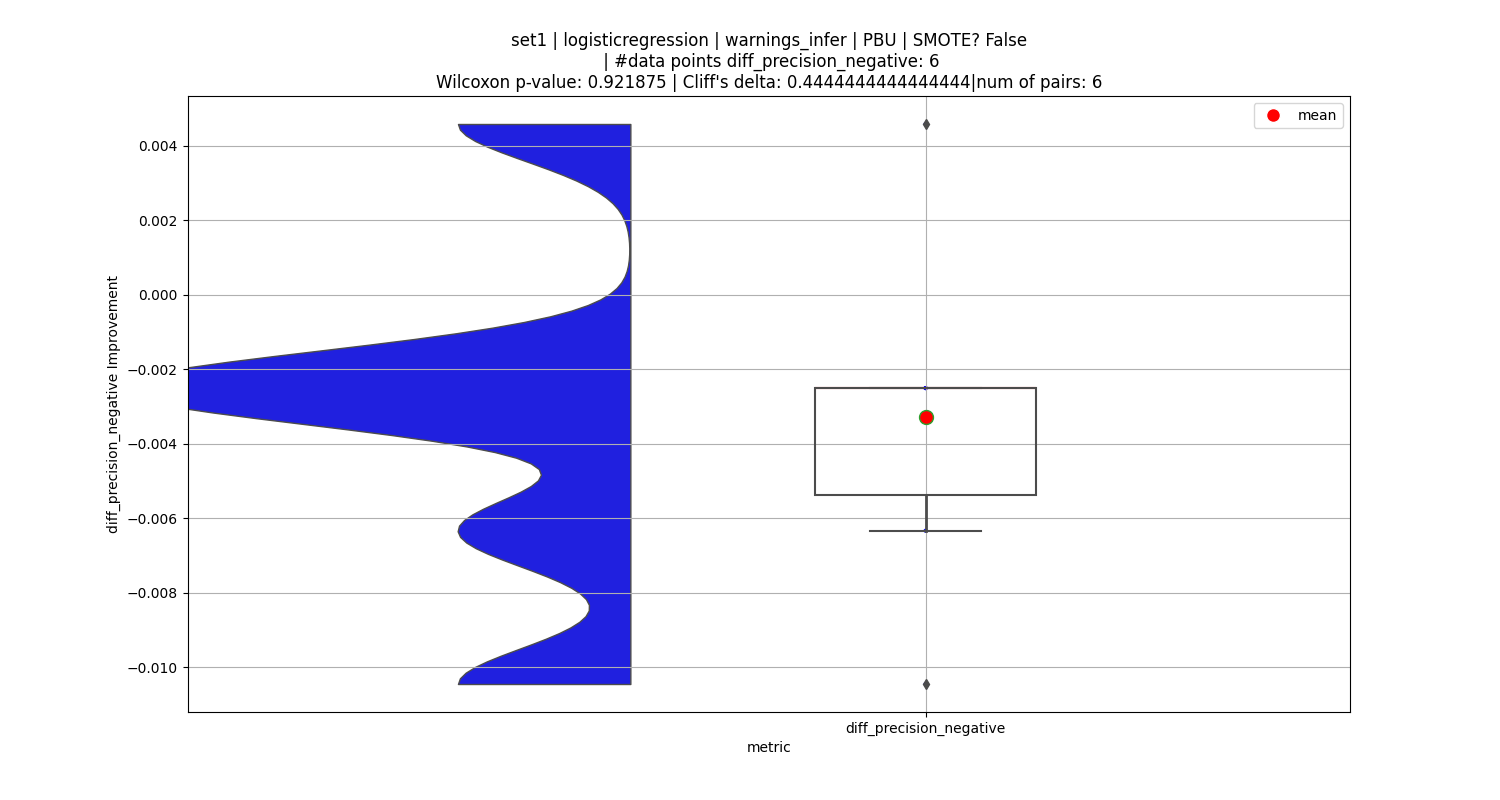 set1 | logisticregression | warnings_infer | PBU | SMOTE? False
| #data points diff_precision_negative: 6
Wilcoxon p-value: 0.921875 | Cliff's delta: 0.4444444444444444|num of pairs: 6
mean
0.004
0.002
0.000
−0.002
−0.004
−0.006
−0.008
−0.010
diff_precision_negative Improvement
diff_precision_negative
metric